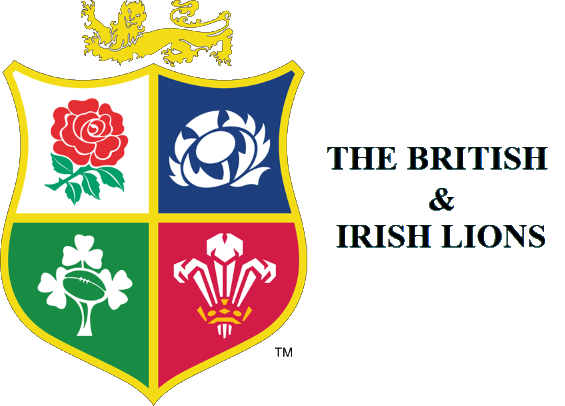 THE BRITISH
&
IRISH LIONS
TM